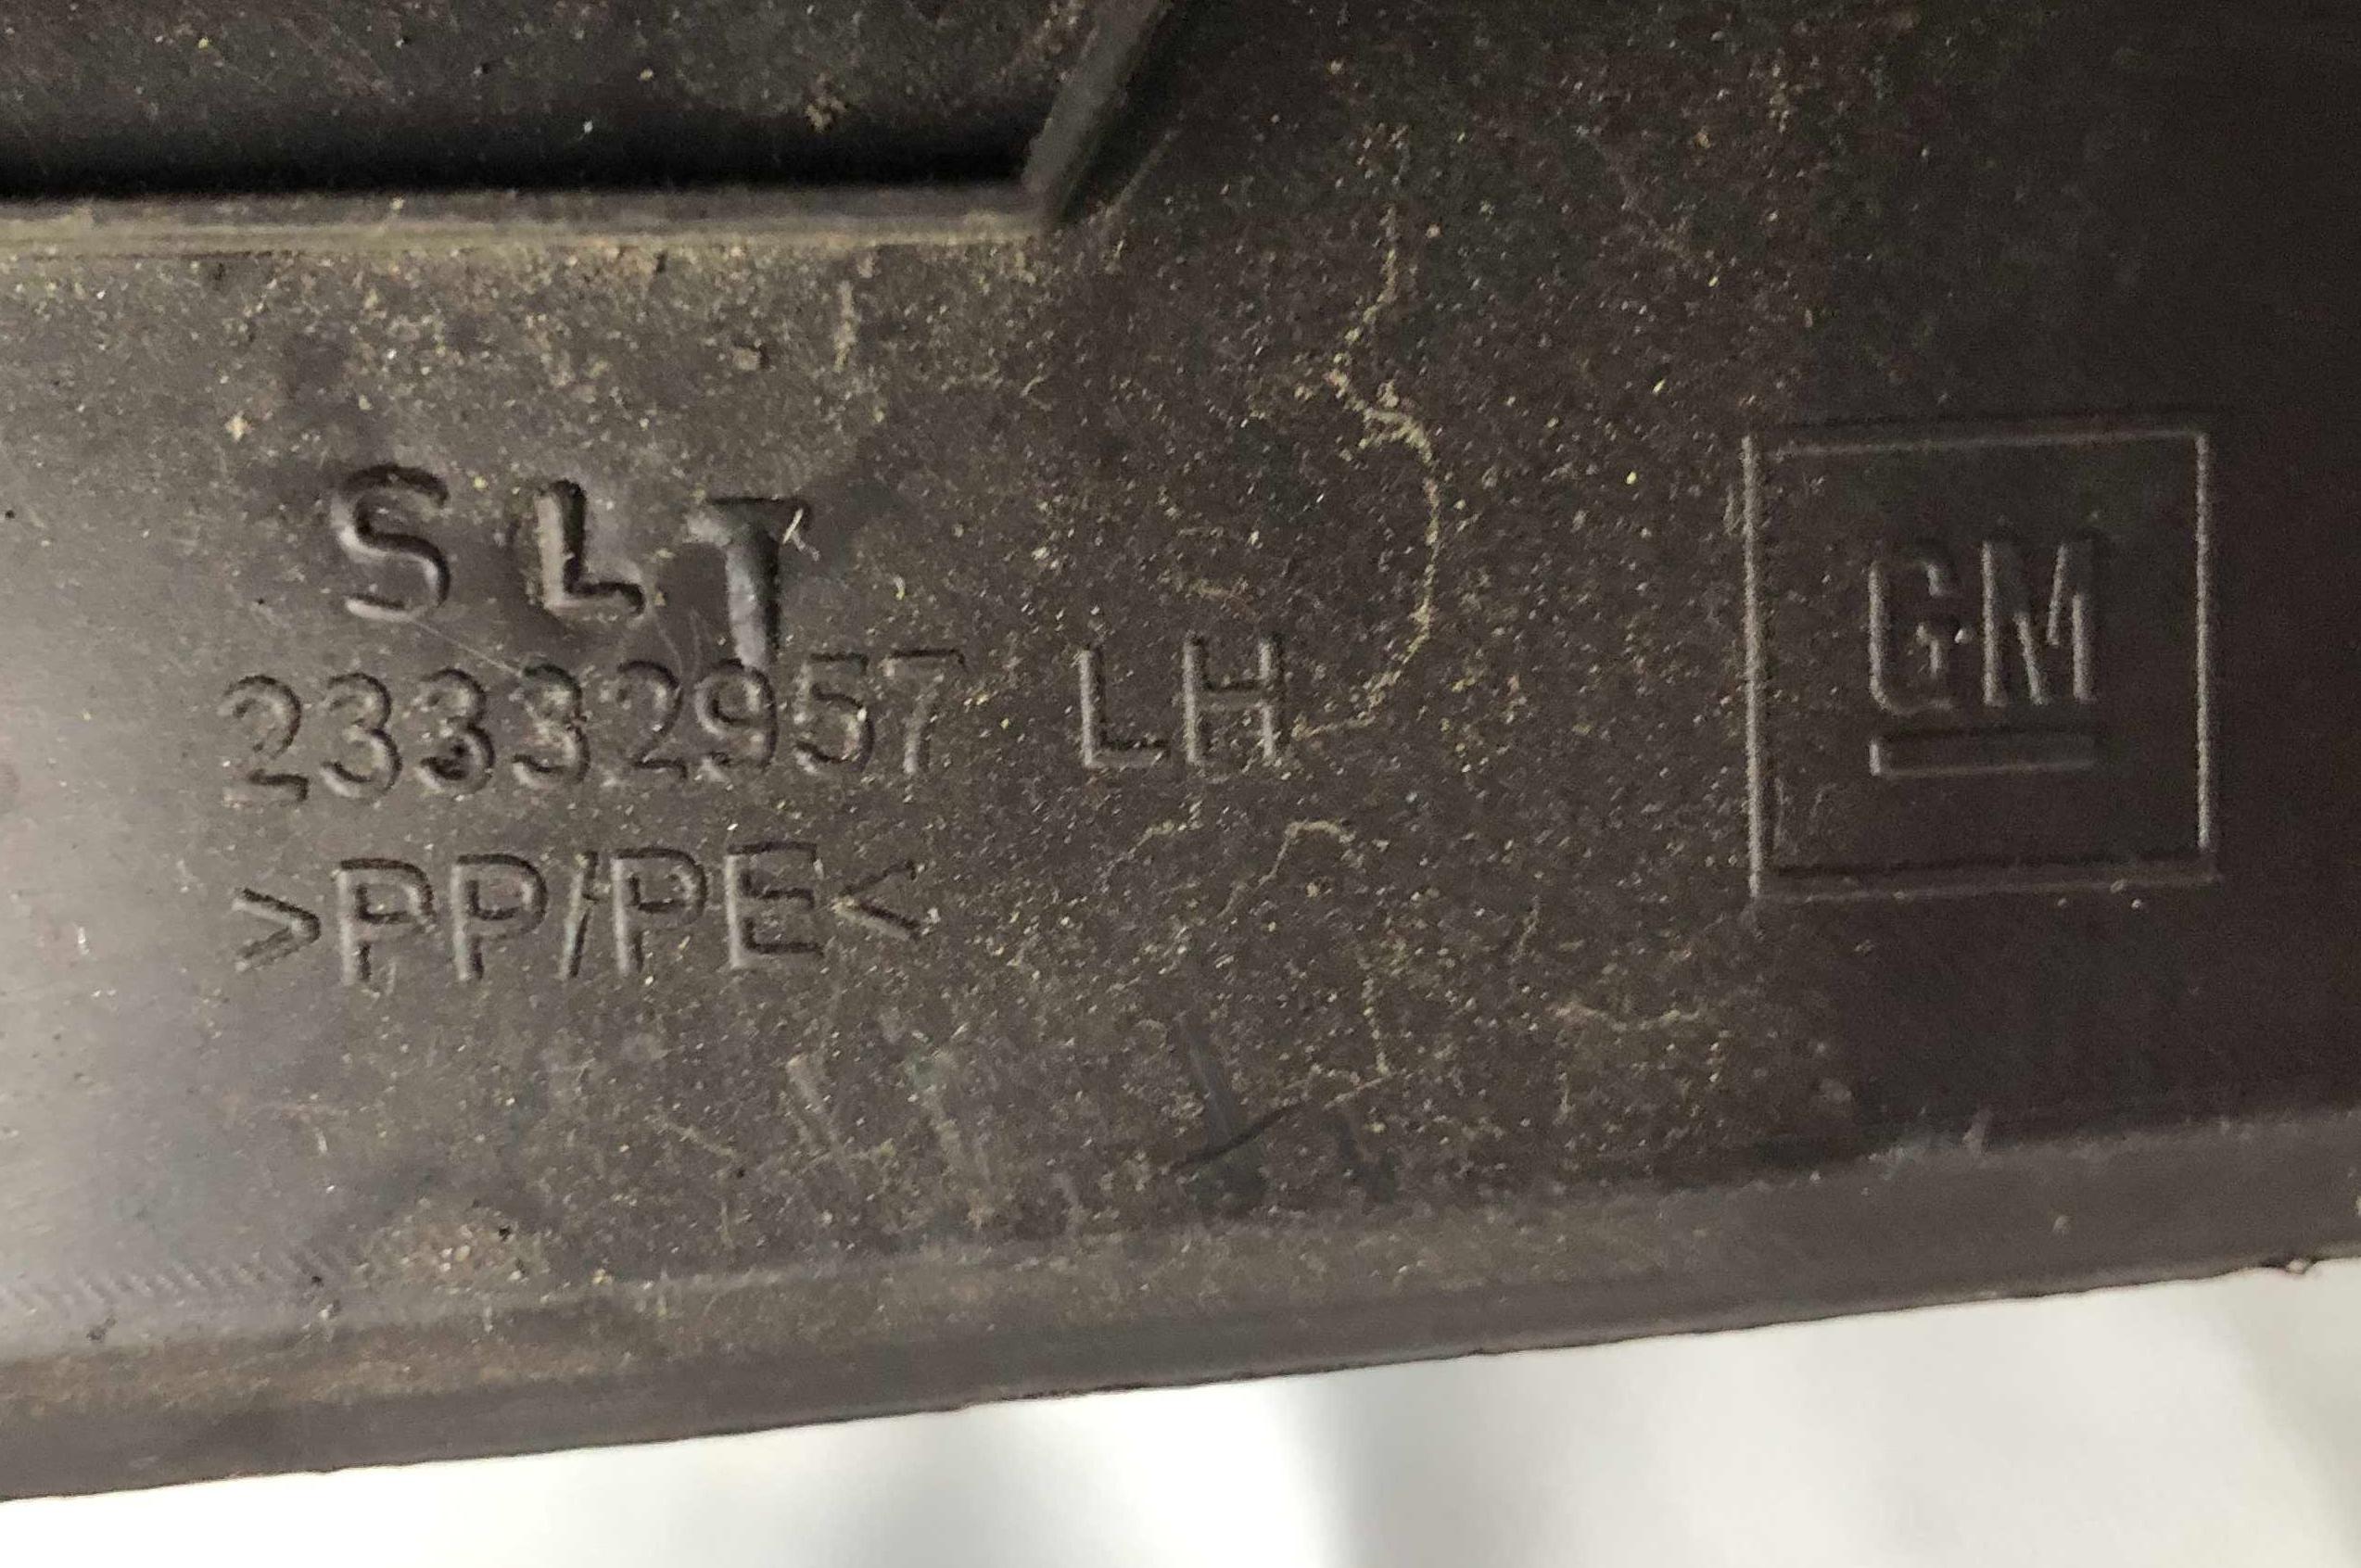 SLT
23332957 LH
>PP/PE<
GM